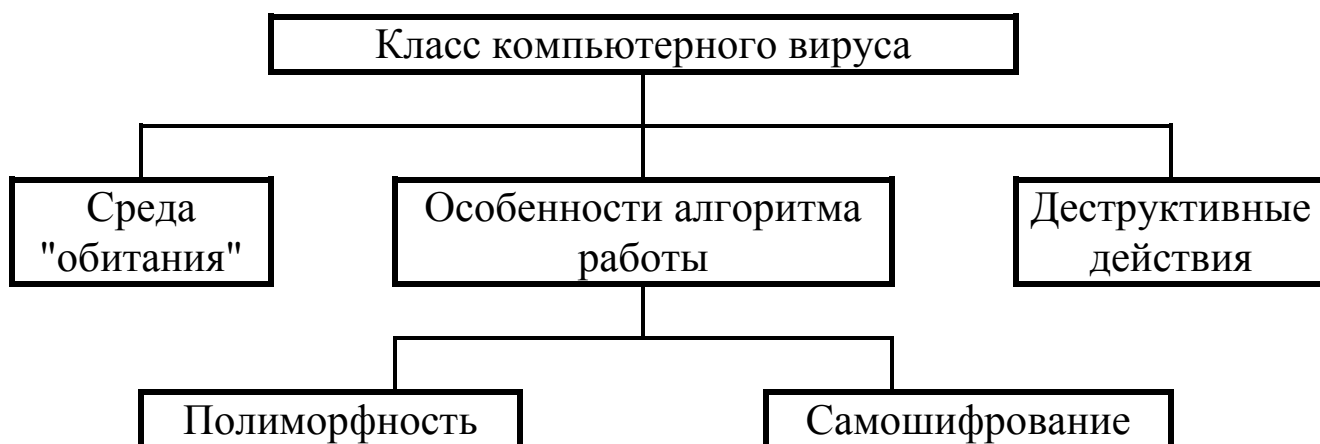 Класс компьютерного вируса
Среда
"обитания"
Особенности алгоритма
работы
Деструктивные
действия
Полиморфность
Самошифрование